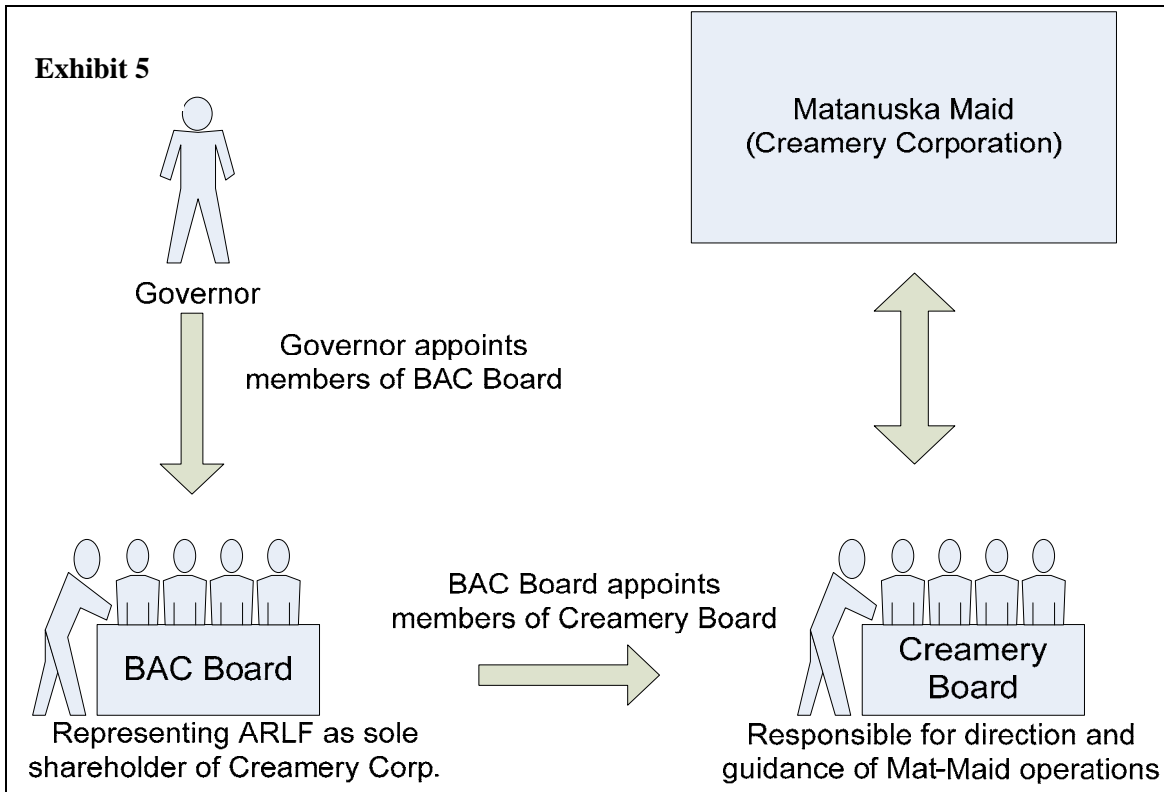 Exhibit 5
Matanuska Maid
(Creamery Corporation)
Governor
Governor appoints
members of BAC Board
BAC Board appoints
members of Creamery Board
BAC Board
Creamery
Board
Representing ARLF as sole
shareholder of Creamery Corp.
Responsible for direction and
guidance of Mat-Maid operations